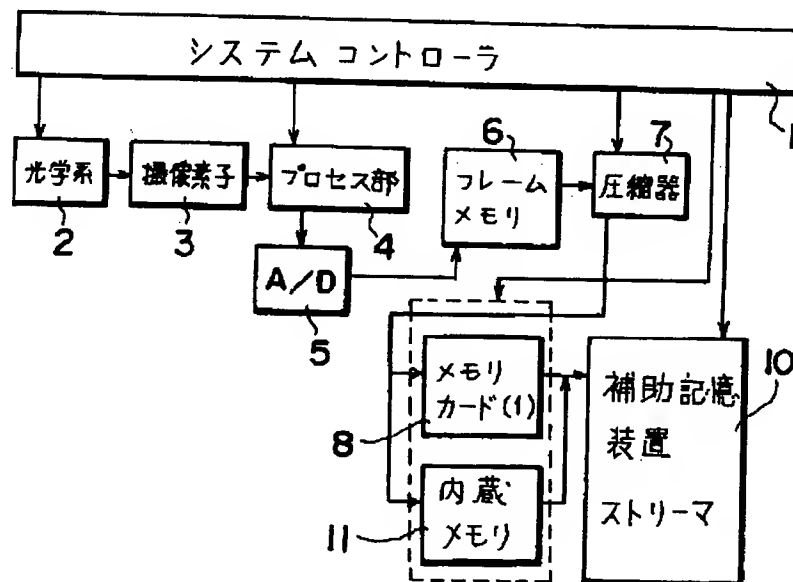 システム コントローラ
1
光学系
2
撮像素子
3
プロセス部
4
A/D
5
6
フレーム
メモリ
7
圧縮器
メモリ
カード(1)
8
内蔵
メモリ
11
補助記憶
装置
ストリーマ
10